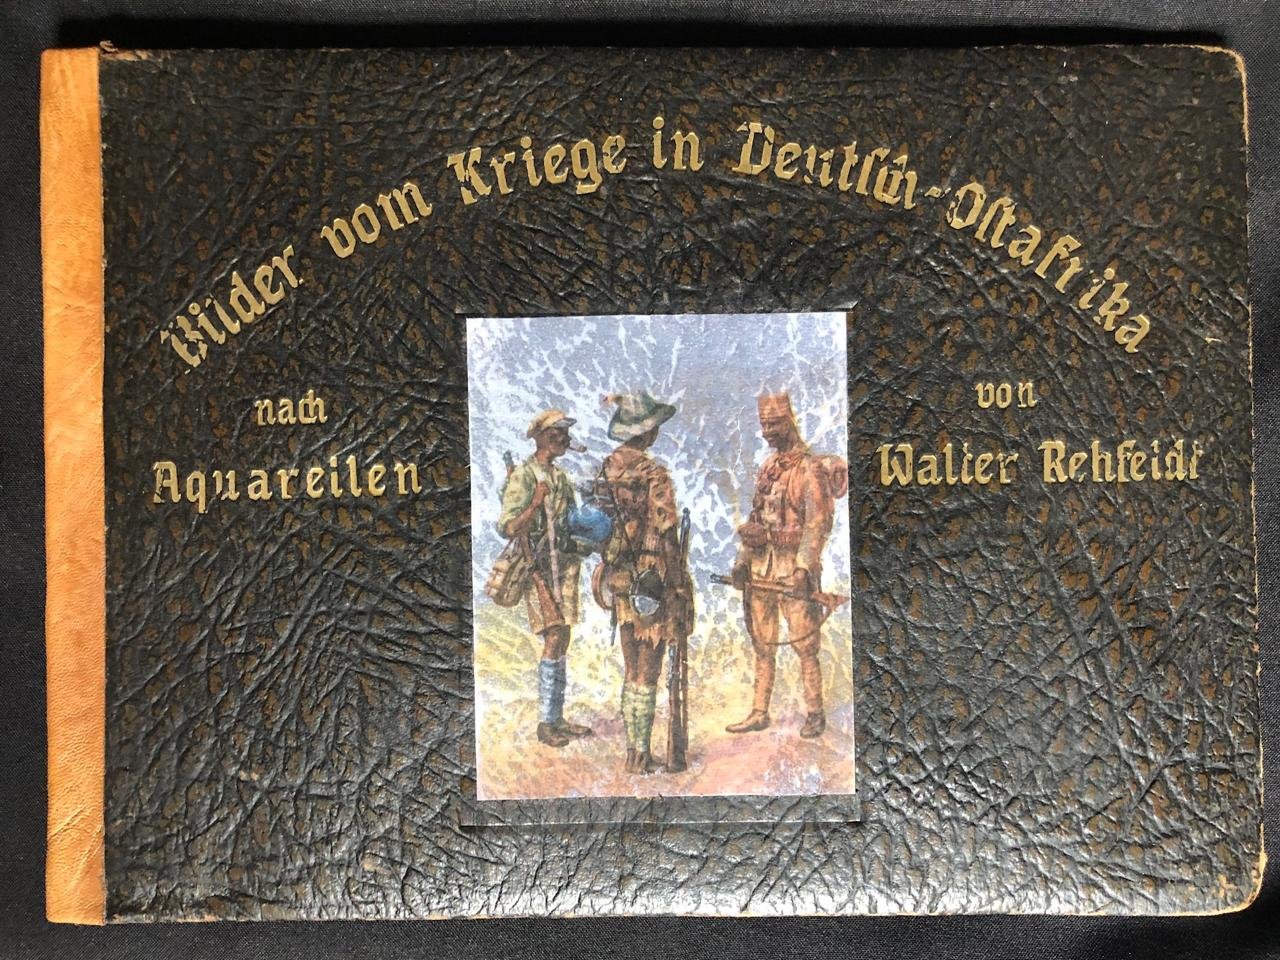 Bilder vom Kriege in Deutſch-Oſtafrika
nach
Aquarellen
von
Walter Rehfeldt